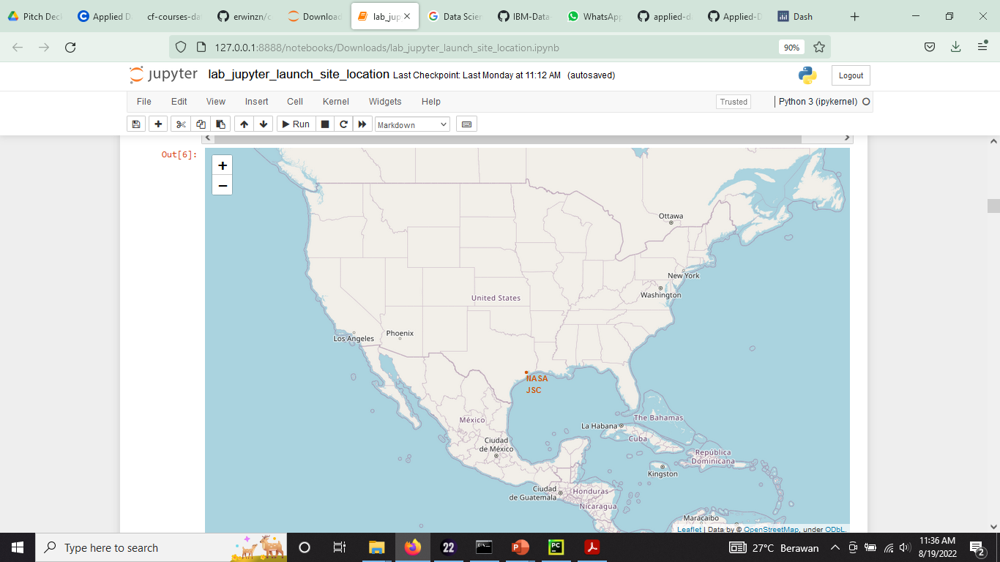 Pitch Deck
Applied D
cf-courses-da
erwinzn/c
Download
lab_jup
Data Scien
IBM-Data-
WhatsApp
applied-d
Applied-D
Dash
127.0.0.1:8888/notebooks/Downloads/lab_jupyter_launch_site_location.ipynb
90%
jupyter
lab_jupyter_launch_site_location Last Checkpoint: Last Monday at 11:12 AM (autosaved)
Logout
File Edit View Insert Cell Kernel Widgets Help
Trusted
Python 3 (ipykernel)
Run
Markdown
Out[6]:
+
−
Ottawa
New York
Washington
United States
Los Angeles
Phoenix
NASA
JSC
México
Ciudad
de México
La Habana
The Bahamas
Cuba
República
Dominicana
Kingston
Ciudad
de Guatemala
Honduras
Nicaragua
Maracaibo
Leaflet | Data by © OpenStreetMap, under ODbL.
Type here to search
22
PC
27°C Berawan
11:36 AM
8/19/2022
2